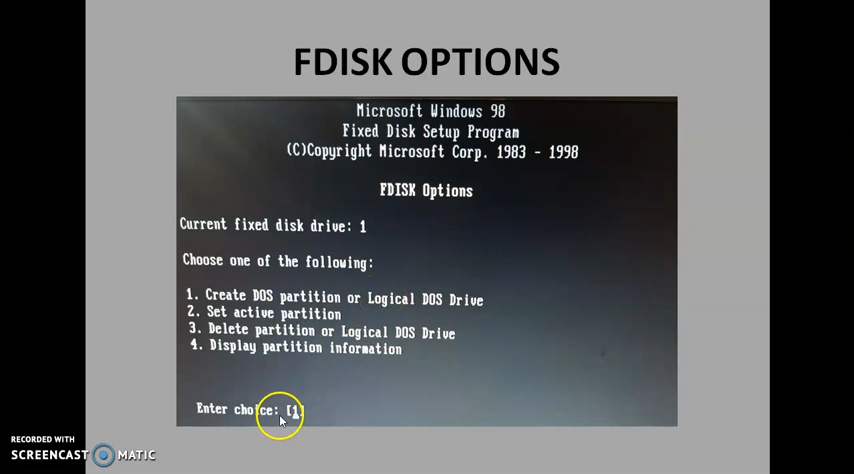 FDISK OPTIONS
Microsoft Windows 98
Fixed Disk Setup Program
(C)Copyright Microsoft Corp. 1983 - 1998
FDISK Options
Current fixed disk drive: 1
Choose one of the following:
1. Create DOS partition or Logical DOS Drive
2. Set active partition
3. Delete partition or Logical DOS Drive
4. Display partition information
Enter choice: [1]
RECORDED WITH
SCREENCAST MATIC